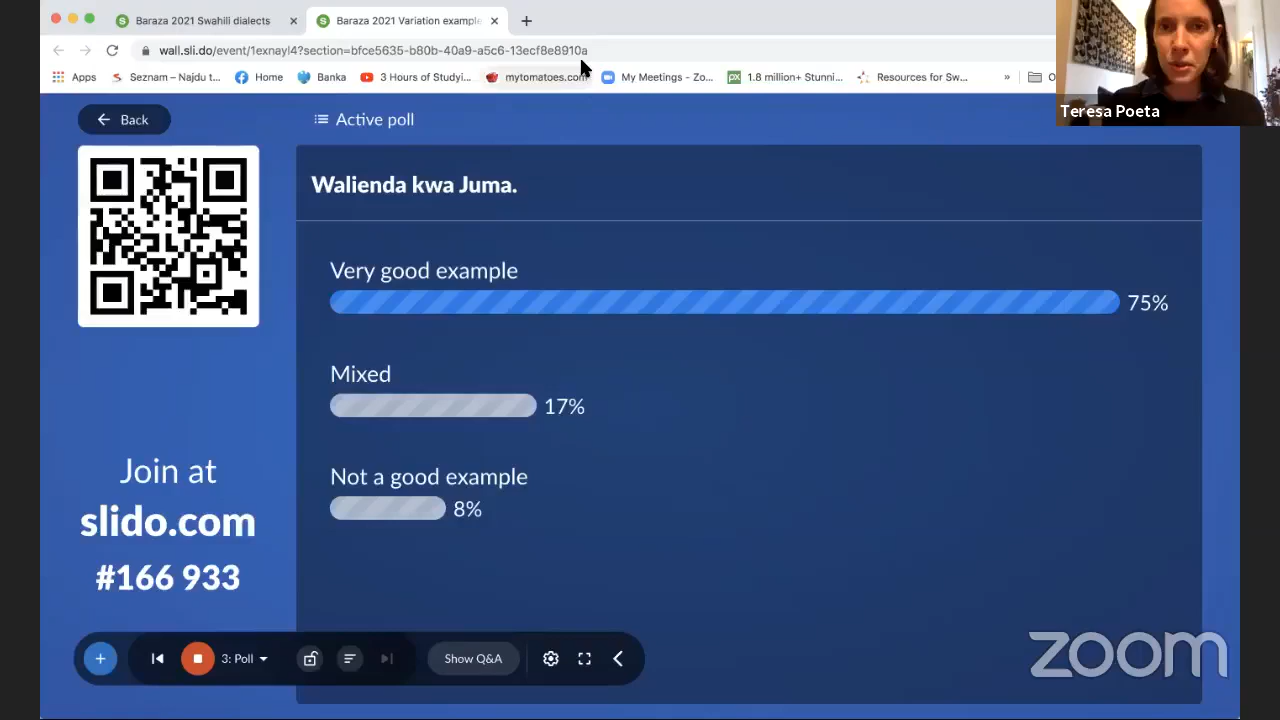 Baraza 2021 Swahili dialects
Baraza 2021 Variation example
wall.sli.do/event/1exnayl4?section=bfce5635-b80b-40a9-a5c6-13ecf8e8910a
Apps
Seznam – Najdu t...
Home
Banka
3 Hours of Studyi...
mytomatoes.com
My Meetings - Zo...
1.8 million+ Stunni...
Resources for Sw...
»
Teresa Poeta
Back
Active poll
Walienda kwa Juma.
Very good example
75%
Mixed
17%
Not a good example
8%
Join at
slido.com
#166 933
3: Poll
Show Q&A
zoom